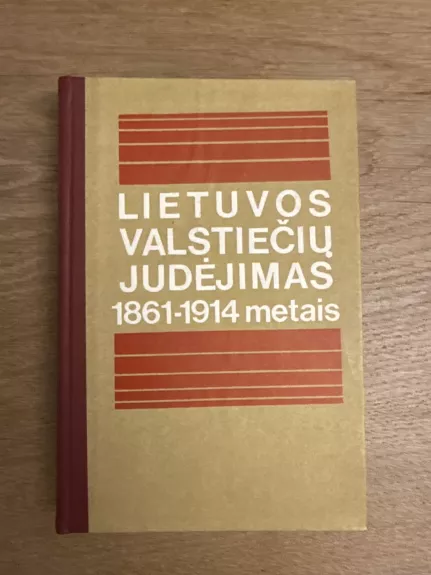 LIETUVOS
VALSTIEČIŲ
JUDĖJIMAS
1861-1914 metais